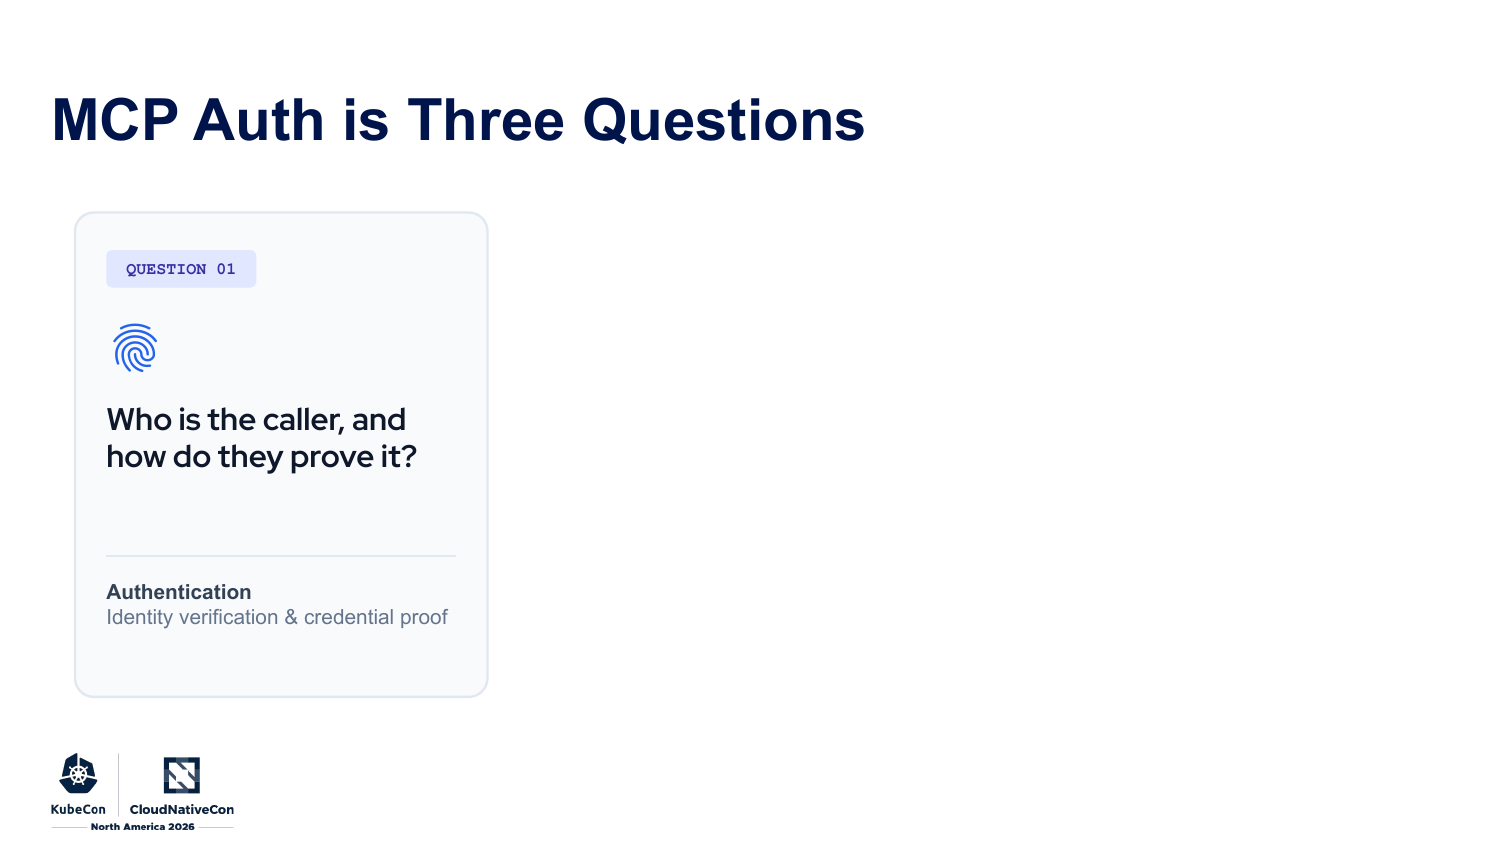 MCP Auth is Three Questions
QUESTION 01
Who is the caller, and
how do they prove it?
Authentication
Identity verification & credential proof
KubeCon
CloudNativeCon
North America 2026